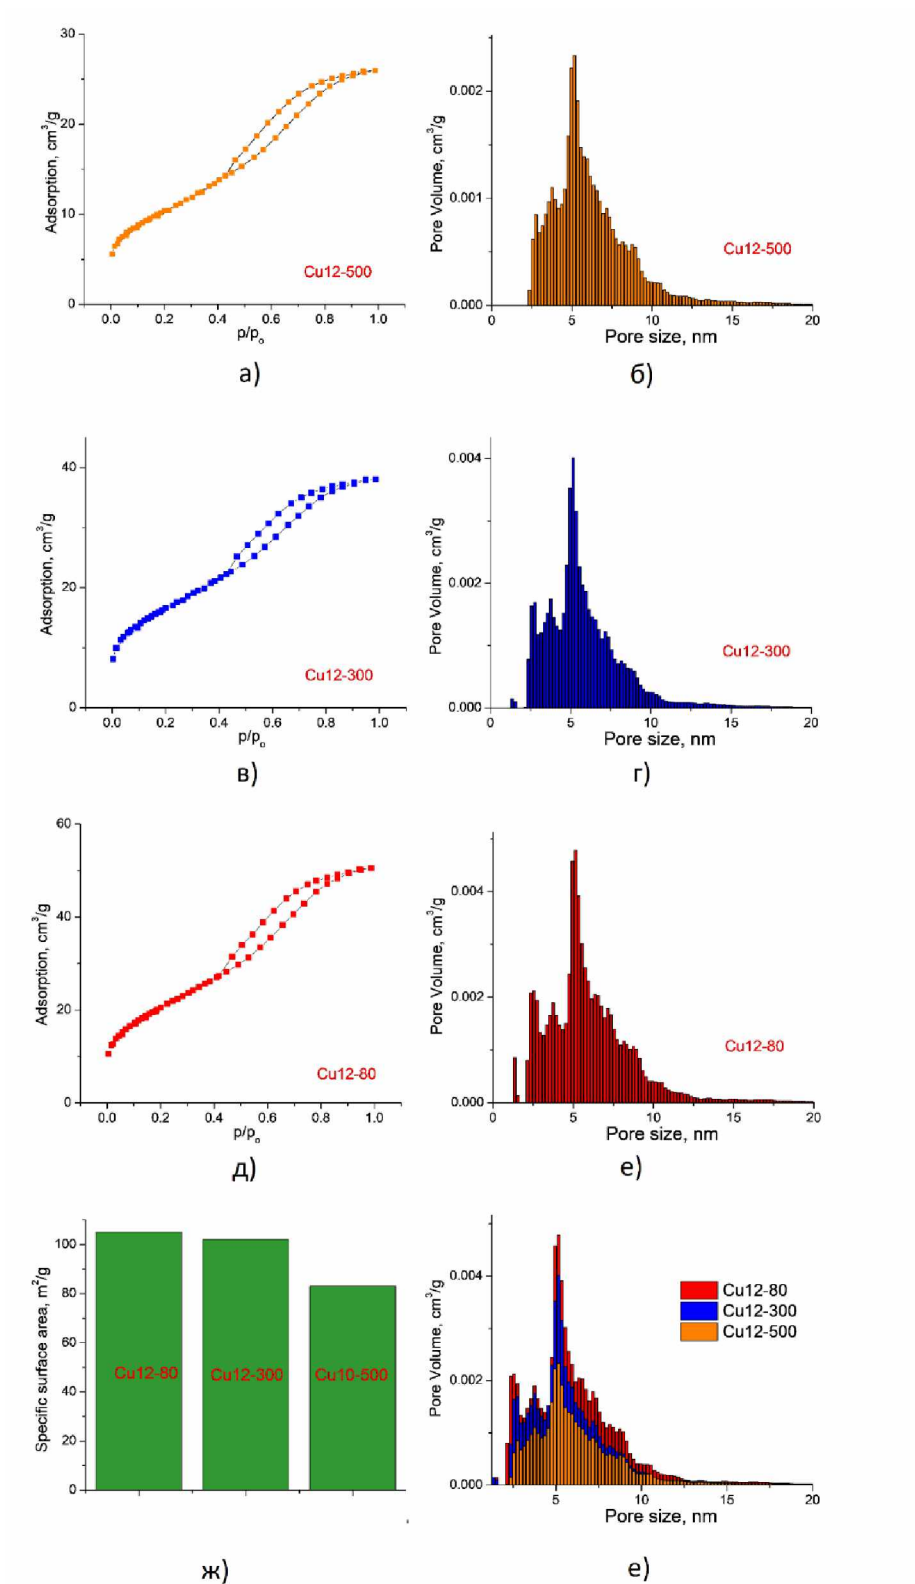 30
20
10
0
Adsorption, cm³/g
Cu12-500
0.0 0.2 0.4 0.6 0.8 1.0
p/pₒ
а)
0.002
0.001
0.000
Pore Volume, cm³/g
Cu12-500
0 5 10 15 20
Pore size, nm
б)
40
20
0
Adsorption, cm³/g
Cu12-300
0.0 0.2 0.4 0.6 0.8 1.0
p/pₒ
в)
0.004
0.002
0.000
Pore Volume, cm³/g
Cu12-300
0 5 10 15 20
Pore size, nm
г)
60
40
20
0
Adsorption, cm³/g
Cu12-80
0.0 0.2 0.4 0.6 0.8 1.0
p/pₒ
д)
0.004
0.002
0.000
Pore Volume, cm³/g
Cu12-80
0 5 10 15 20
Pore size, nm
е)
100
80
60
40
20
0
Specific surface area, m²/g
Cu12-80 Cu12-300 Cu10-500
ж)
0.004
0.002
0.000
Pore Volume, cm³/g
Cu12-80
Cu12-300
Cu12-500
5 10 15 20
Pore size, nm
е)